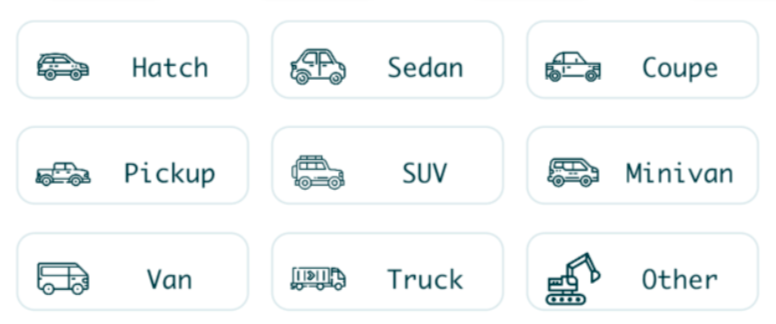 Hatch
Sedan
Coupe
Pickup
SUV
Minivan
Van
Truck
Other